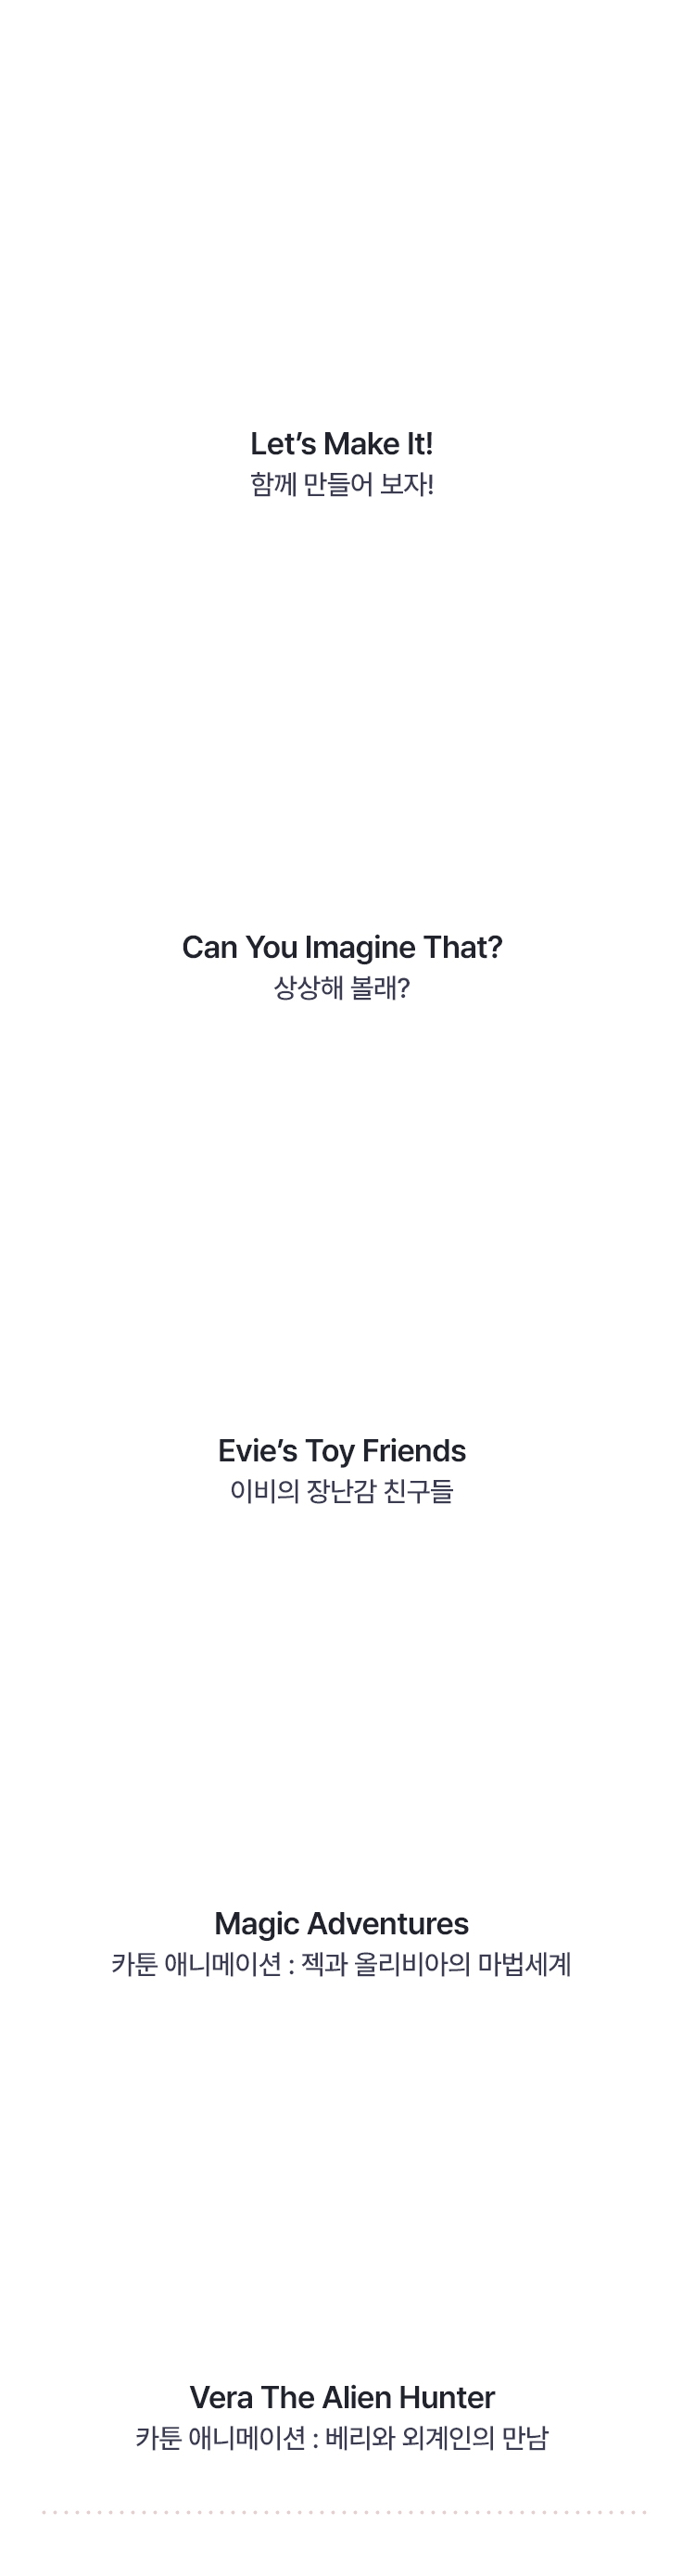 Let’s Make It!
함께 만들어 보자!
Can You Imagine That?
상상해 볼래?
Evie’s Toy Friends
이비의 장난감 친구들
Magic Adventures
카툰 애니메이션 : 젝과 올리비아의 마법세계
Vera The Alien Hunter
카툰 애니메이션 : 베리와 외계인의 만남